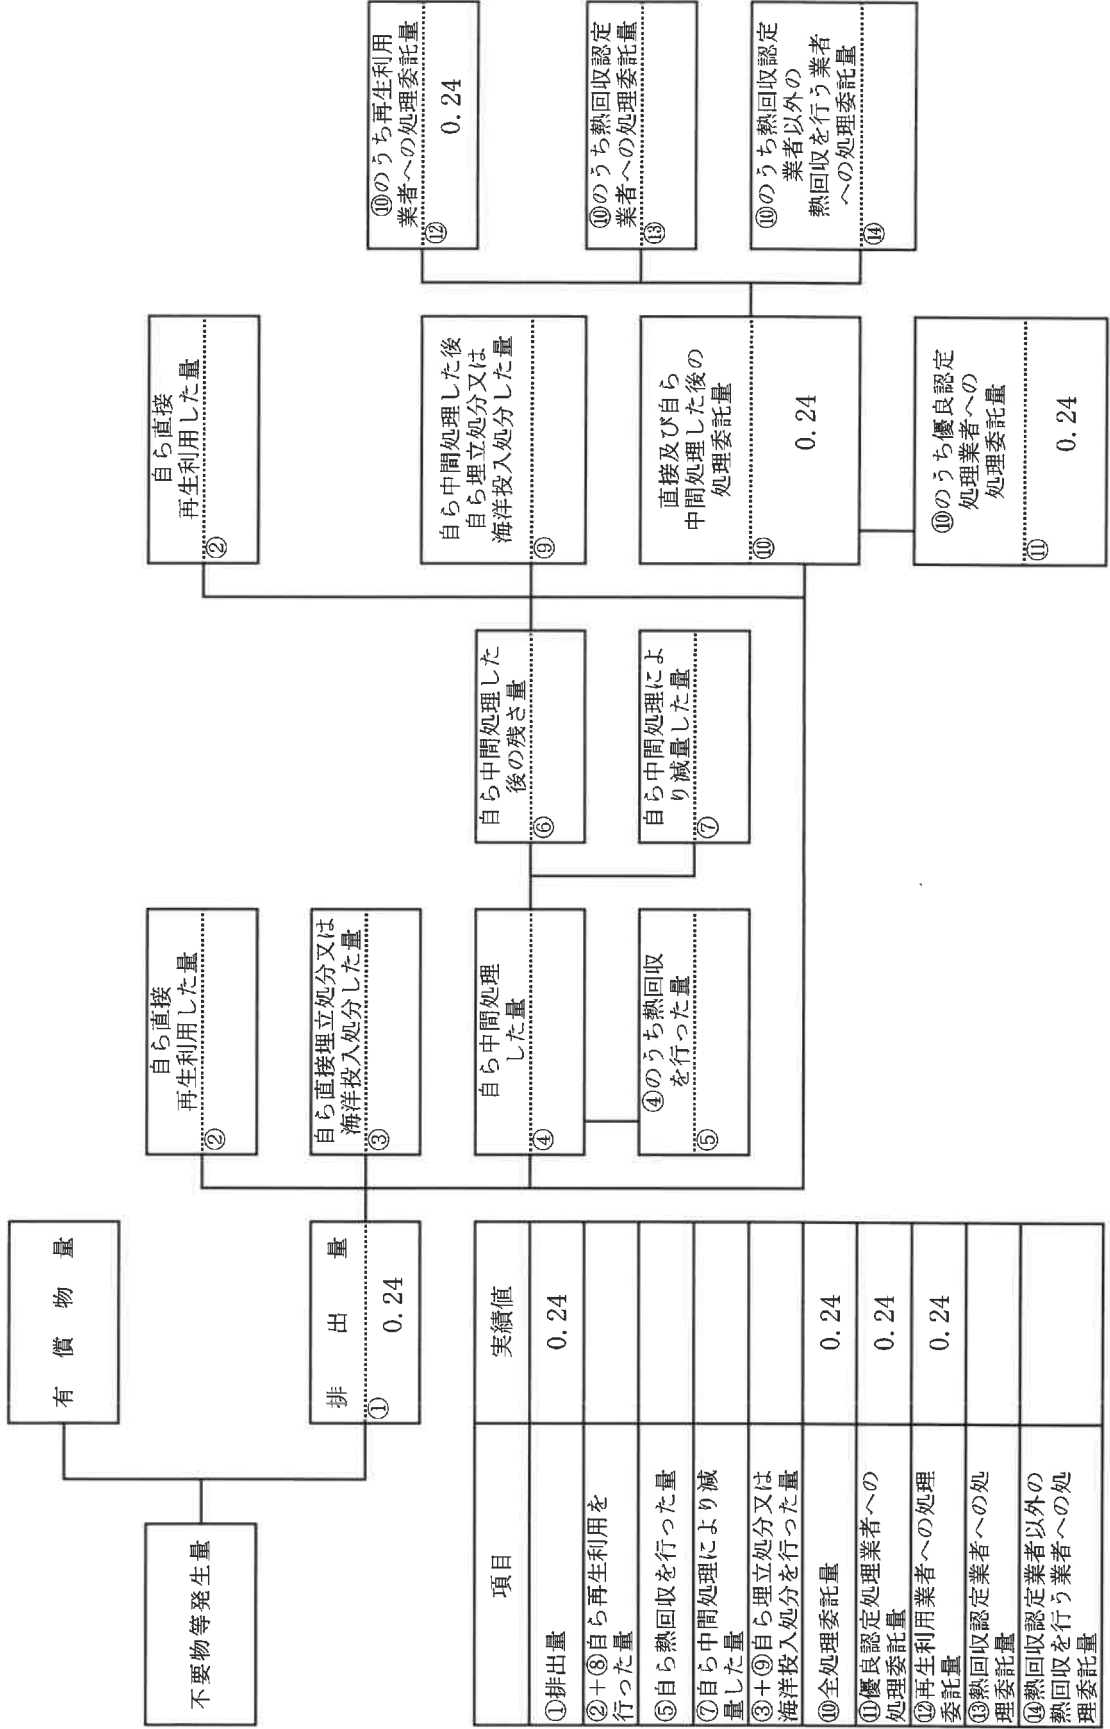 不要物等発生量
有償物量
排出量
①
0.24
自ら直接
再生利用した量
②
自ら直接埋立処分又は
海洋投入処分した量
③
自ら中間処理
した量
④
④のうち熱回収
を行った量
⑤
自ら中間処理した
後の残さ量
⑥
自ら中間処理によ
り減量した量
⑦
自ら直接
再生利用した量
②
自ら中間処理した後
自ら埋立処分又は
海洋投入処分した量
⑨
直接及び自ら
中間処理した後の
処理委託量
⑩
0.24
⑩のうち優良認定
処理業者への
処理委託量
⑪
0.24
⑩のうち再生利用
業者への処理委託量
⑫
0.24
⑩のうち熱回収認定
業者への処理委託量
⑬
⑩のうち熱回収認定
業者以外の
熱回収を行う業者
への処理委託量
⑭
項目 実績値
①排出量 0.24
②+⑧自ら再生利用を
行った量
⑤自ら熱回収を行った量
⑦自ら中間処理により減
量した量
③+⑨自ら埋立処分又は
海洋投入処分を行った量
⑩全処理委託量 0.24
⑪優良認定処理業者への
処理委託量 0.24
⑫再生利用業者への処理
委託量 0.24
⑬熱回収認定業者への処
理委託量
⑭熱回収認定業者以外の
熱回収を行う業者への処
理委託量